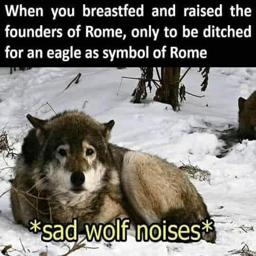 When you breastfed and raised the
founders of Rome, only to be ditched
for an eagle as symbol of Rome
*sad wolf noises*